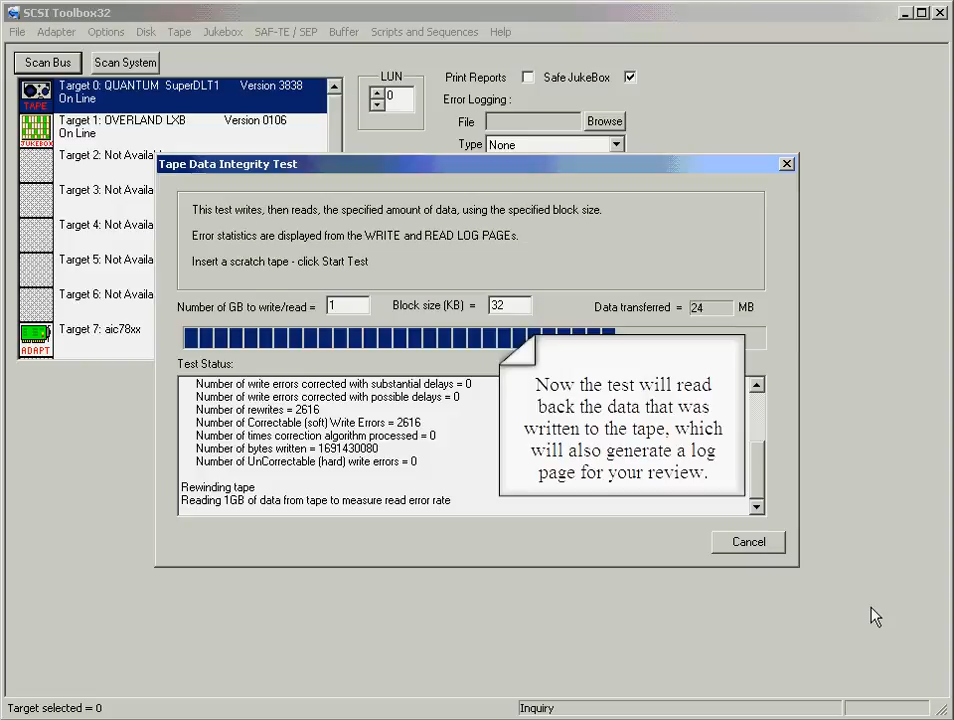 SCSI Toolbox32
File Adapter Options Disk Tape Jukebox SAF-TE / SEP Buffer Scripts and Sequences Help
Scan Bus Scan System
LUN
0
Print Reports Safe JukeBox
Error Logging :
File Browse
Type None
TAPE
Target 0: QUANTUM SuperDLT1 Version 3838
On Line
JUKEBOX
Target 1: OVERLAND LXB Version 0106
On Line
Target 2: Not Availa
Target 3: Not Availa
Target 4: Not Availa
Target 5: Not Availa
Target 6: Not Availa
Target 7: aic78xx
ADAPT
Tape Data Integrity Test
This test writes, then reads, the specified amount of data, using the specified block size.
Error statistics are displayed from the WRITE and READ LOG PAGEs.
Insert a scratch tape - click Start Test
Number of GB to write/read = 1 Block size (KB) = 32 Data transferred = 24 MB
Test Status:
Number of write errors corrected with substantial delays = 0
Number of write errors corrected with possible delays = 0
Number of rewrites = 2616
Number of Correctable (soft) Write Errors = 2616
Number of times correction algorithm processed = 0
Number of bytes written = 1691430080
Number of UnCorrectable (hard) write errors = 0
Rewinding tape
Reading 1GB of data from tape to measure read error rate
Now the test will read
back the data that was
written to the tape, which
will also generate a log
page for your review.
Cancel
Target selected = 0 Inquiry